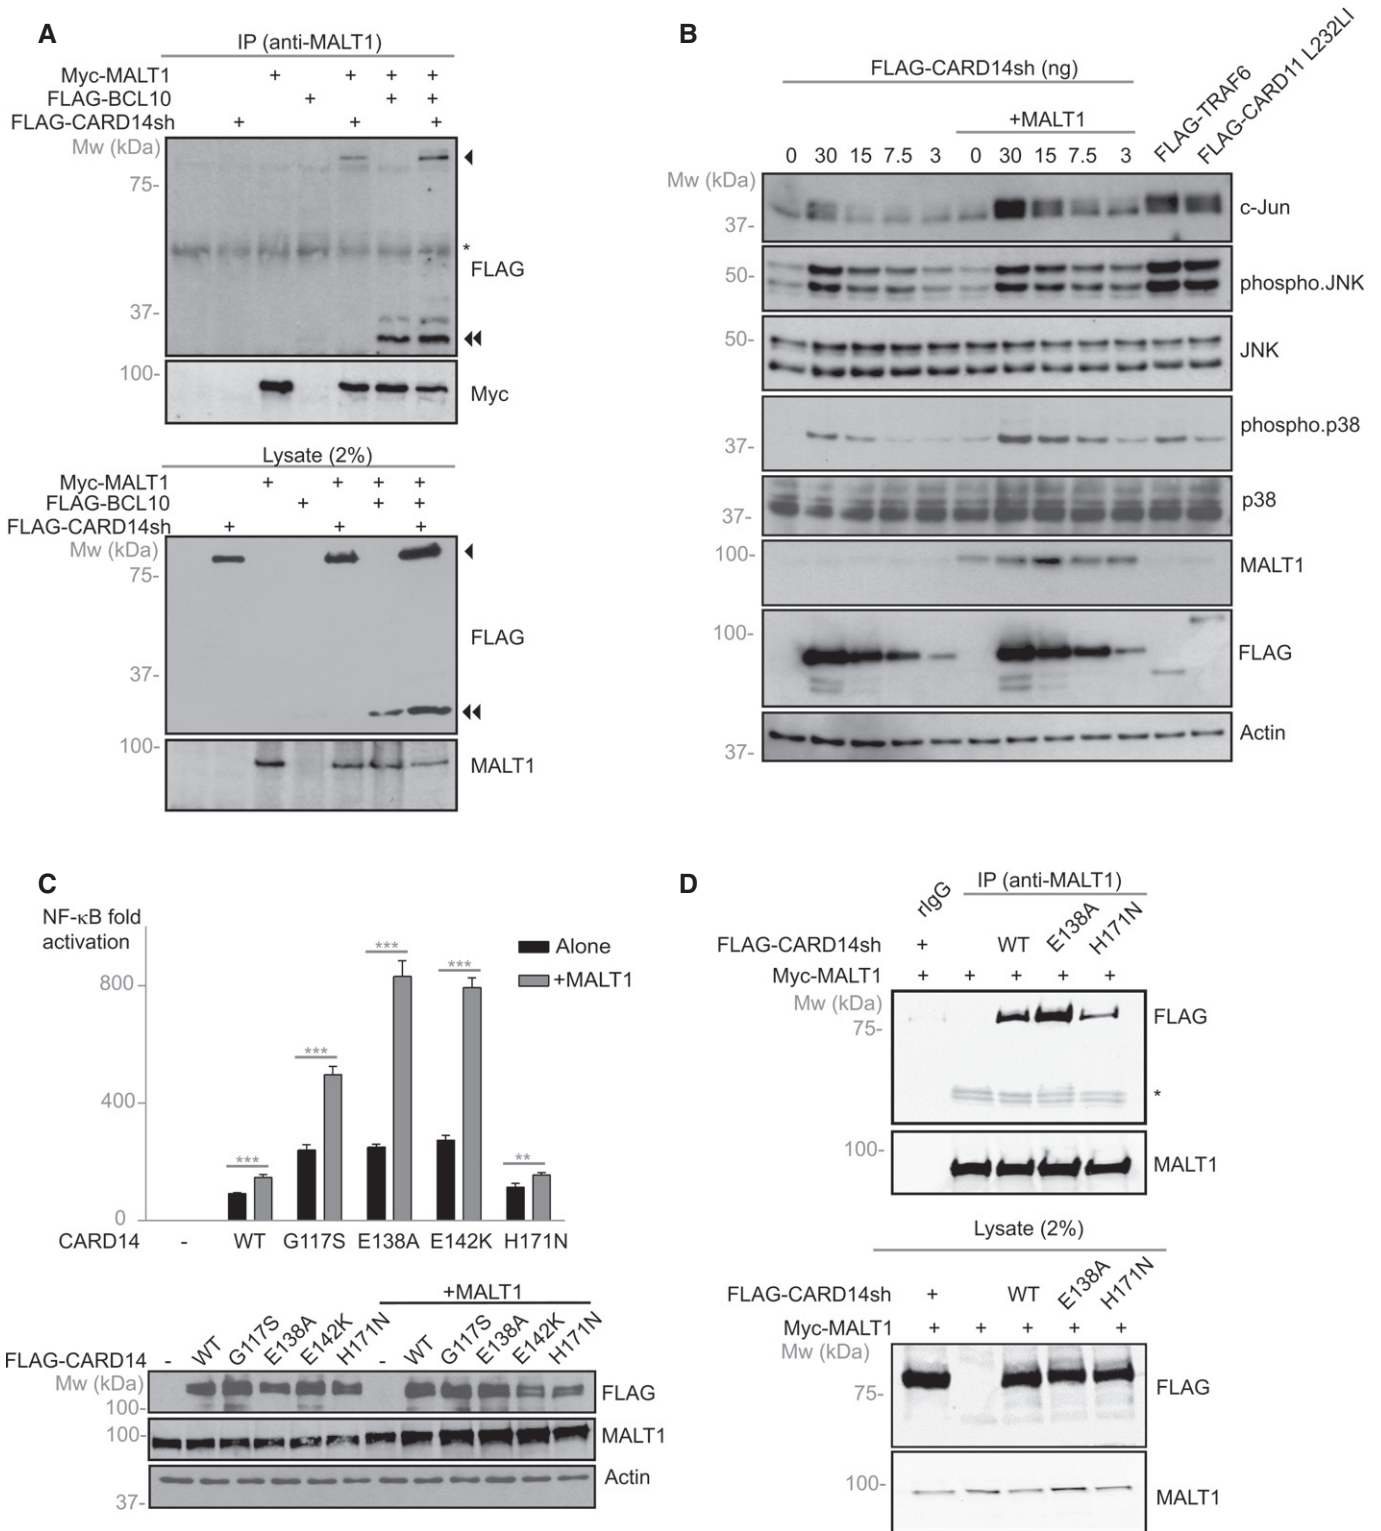 A
IP (anti-MALT1)
Myc-MALT1 + + + +
FLAG-BCL10 + + +
FLAG-CARD14sh + + +
Mw (kDa)
75-
*
FLAG
37-
100-
Myc
Lysate (2%)
Myc-MALT1 + + + +
FLAG-BCL10 + + +
FLAG-CARD14sh + + +
Mw (kDa)
75-
FLAG
37-
100-
MALT1
B
FLAG-CARD14sh (ng)
+MALT1
0 30 15 7.5 3 0 30 15 7.5 3 FLAG-TRAF6 FLAG-CARD11 L232LI
Mw (kDa)
c-Jun
37-
50-
phospho.JNK
50-
JNK
phospho.p38
37-
p38
37-
100-
MALT1
100-
FLAG
Actin
37-
C
NF-κB fold
activation
Alone
+MALT1
800
400
0
*** *** *** *** **
CARD14 - WT G117S E138A E142K H171N
+MALT1
FLAG-CARD14 - WT G117S E138A E142K H171N - WT G117S E138A E142K H171N
Mw (kDa)
FLAG
100-
100-
MALT1
Actin
37-
D
rIgG IP (anti-MALT1)
FLAG-CARD14sh + WT E138A H171N
Myc-MALT1 + + + + +
Mw (kDa)
FLAG
75-
*
100-
MALT1
Lysate (2%)
FLAG-CARD14sh + WT E138A H171N
Myc-MALT1 + + + + +
Mw (kDa)
FLAG
75-
100-
MALT1